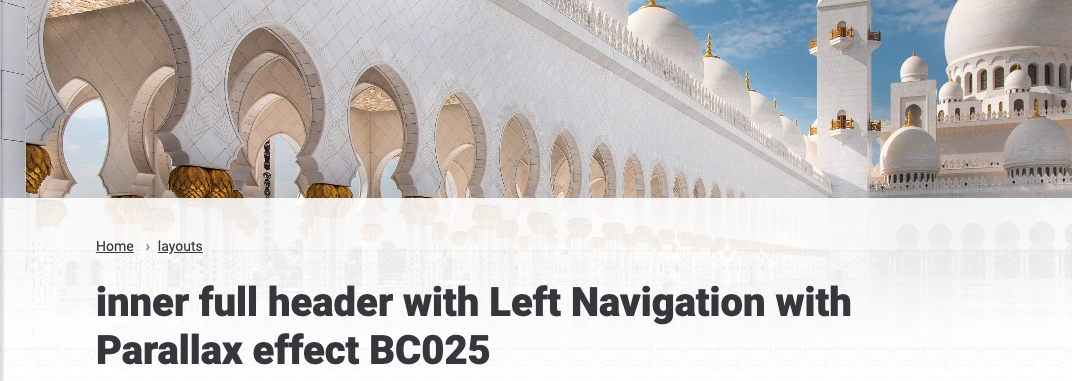 Home › layouts
inner full header with Left Navigation with
Parallax effect BC025